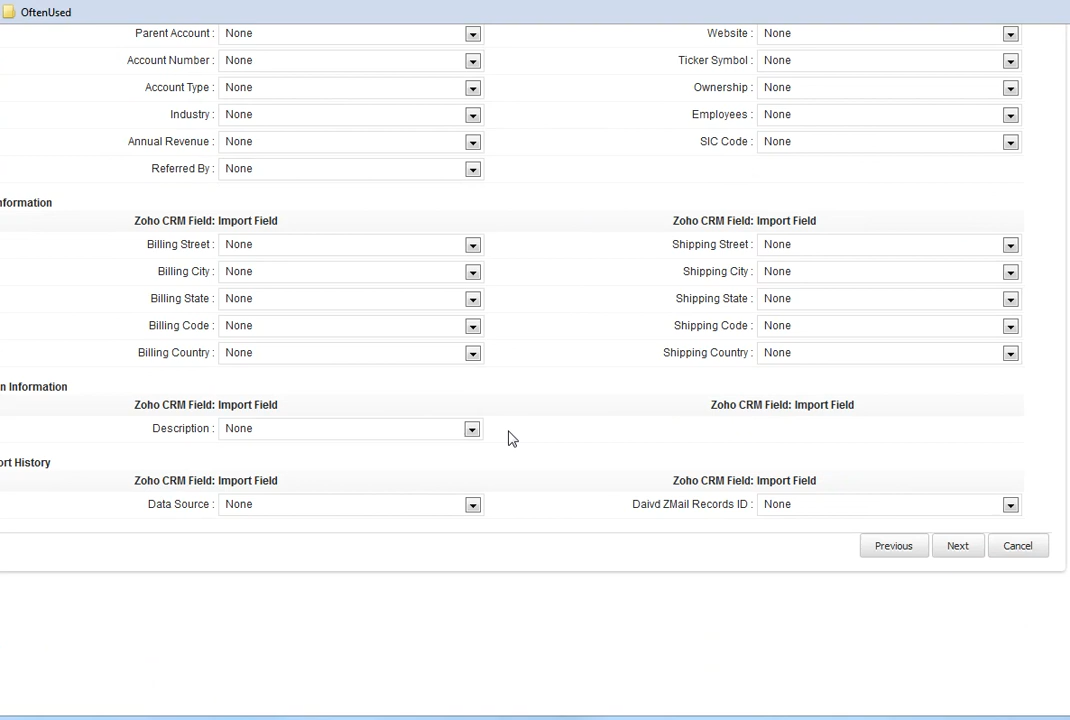 OftenUsed
Parent Account : None Website : None
Account Number : None Ticker Symbol : None
Account Type : None Ownership : None
Industry : None Employees : None
Annual Revenue : None SIC Code : None
Referred By : None
nformation
Zoho CRM Field: Import Field Zoho CRM Field: Import Field
Billing Street : None Shipping Street : None
Billing City : None Shipping City : None
Billing State : None Shipping State : None
Billing Code : None Shipping Code : None
Billing Country : None Shipping Country : None
n Information
Zoho CRM Field: Import Field Zoho CRM Field: Import Field
Description : None
ort History
Zoho CRM Field: Import Field Zoho CRM Field: Import Field
Data Source : None Daivd ZMail Records ID : None
Previous Next Cancel